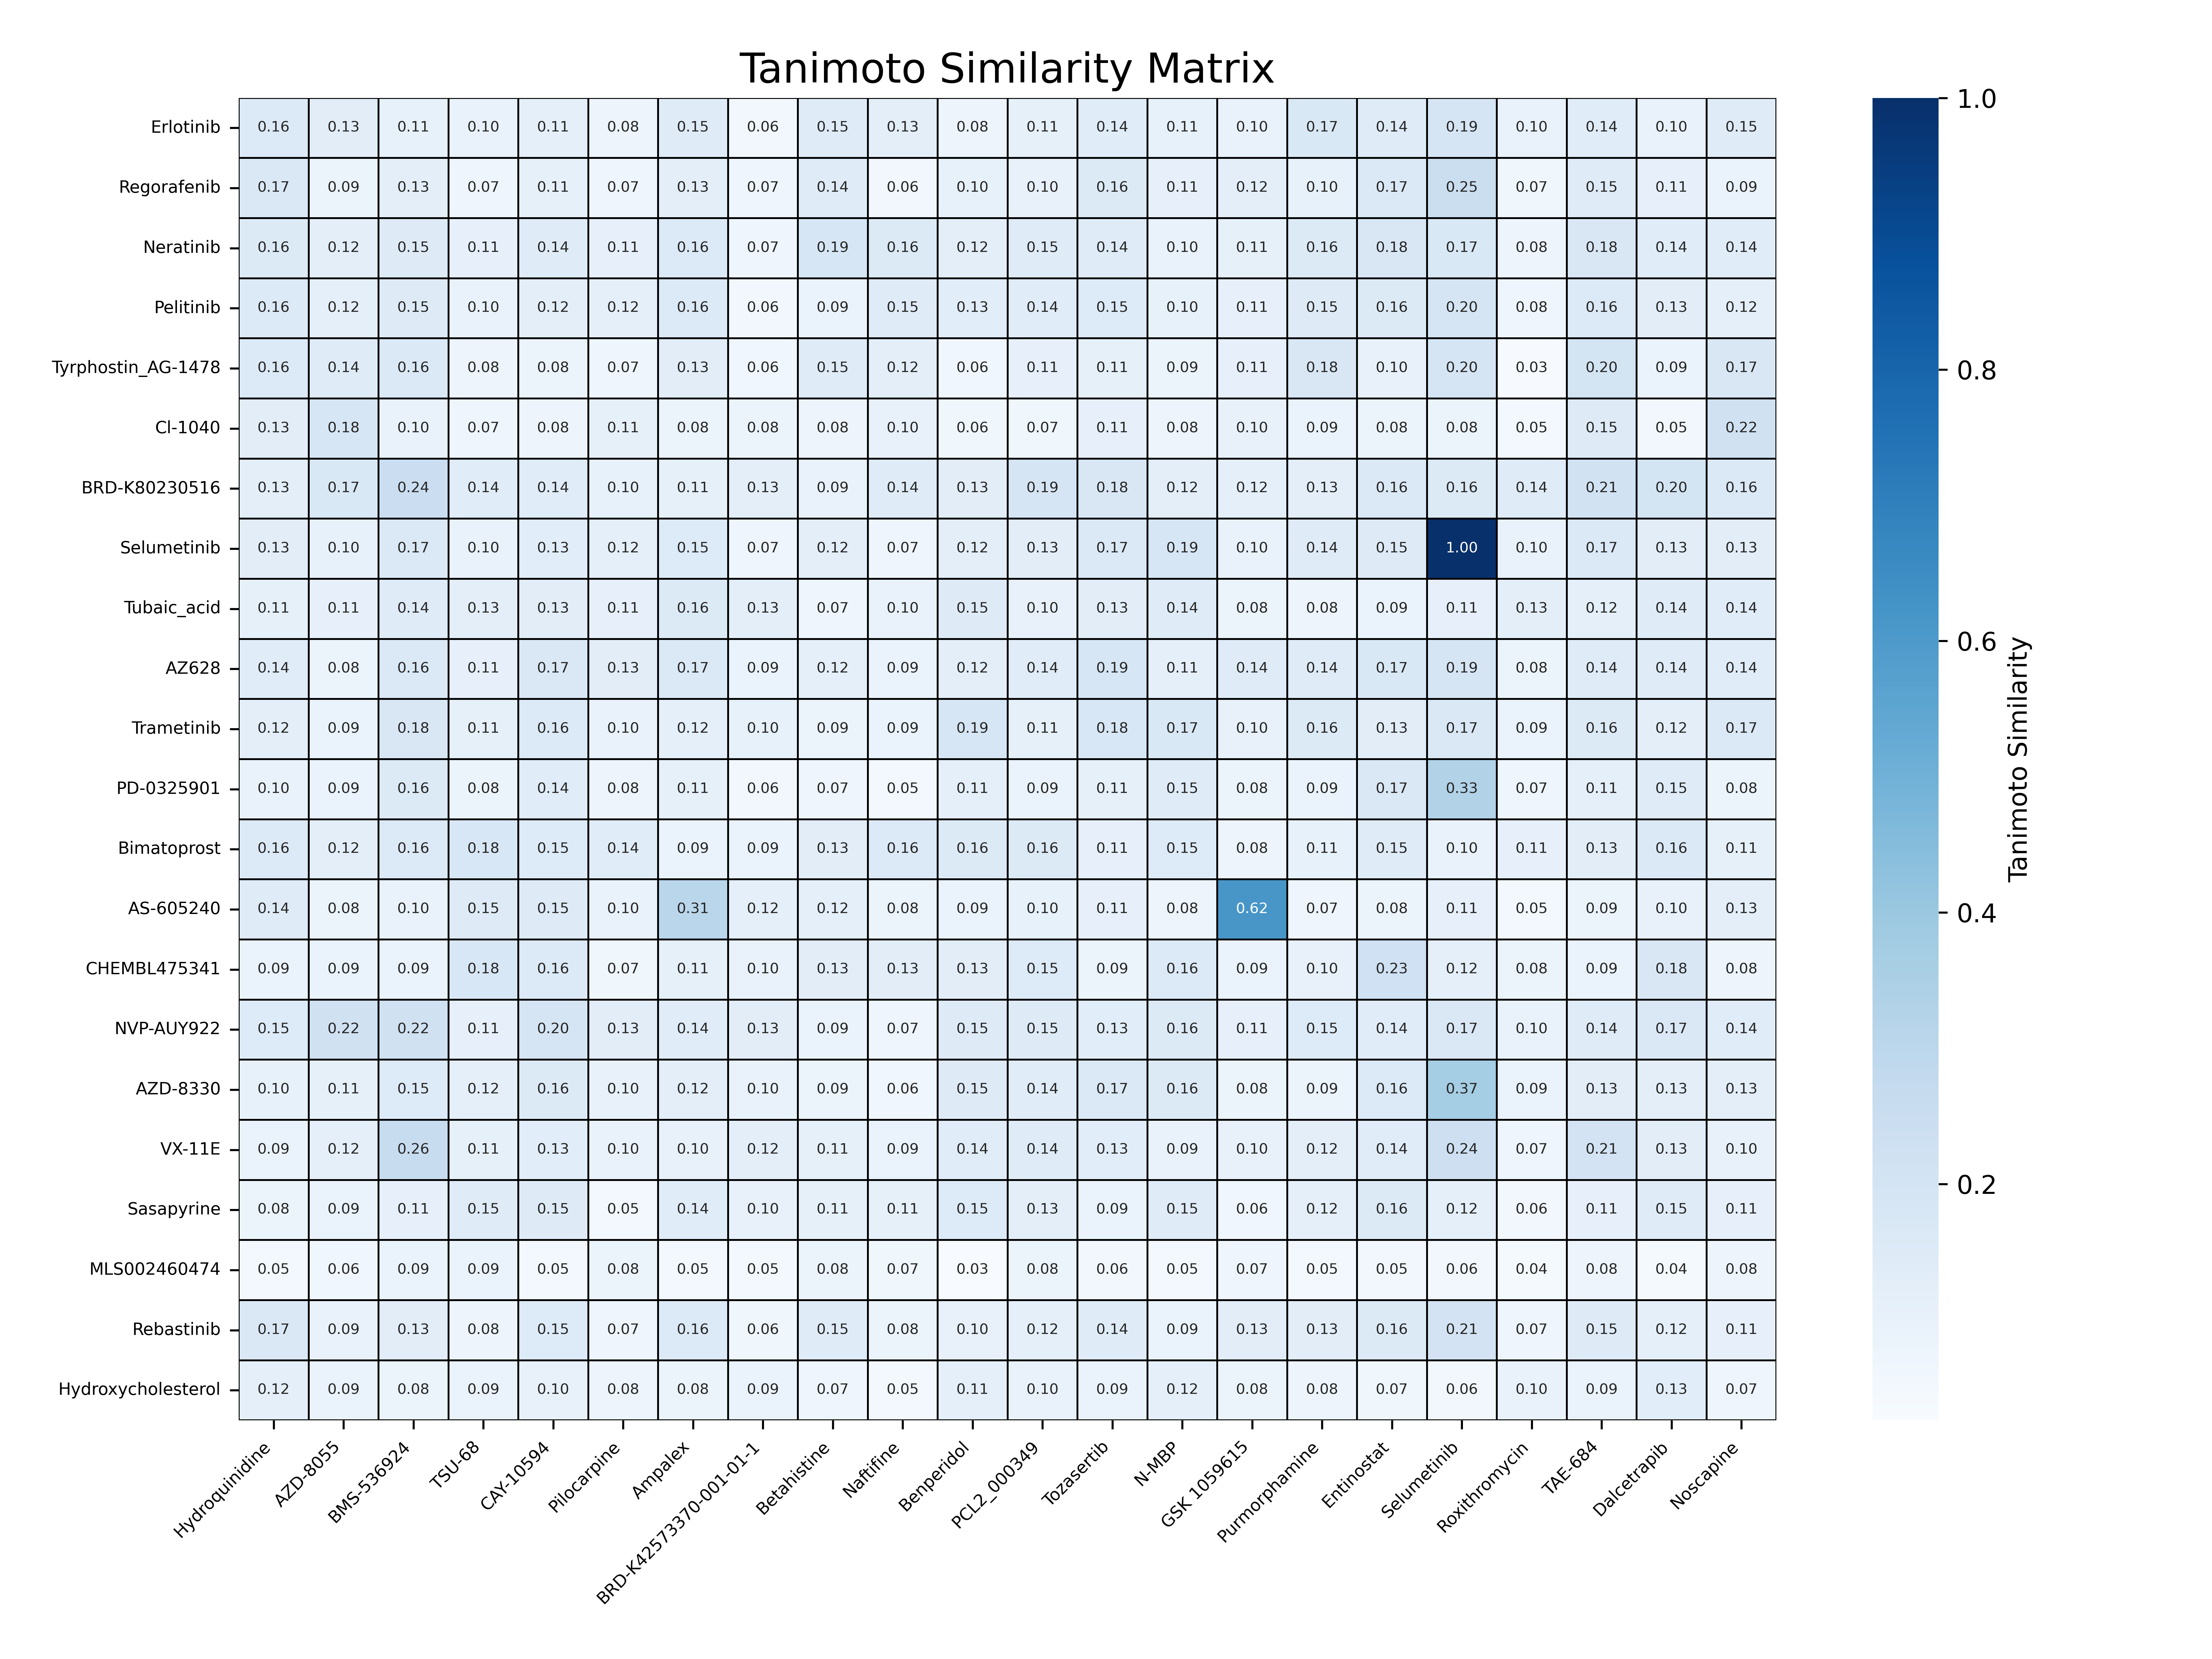 Tanimoto Similarity Matrix
Erlotinib 0.16 0.13 0.11 0.10 0.11 0.08 0.15 0.06 0.15 0.13 0.08 0.11 0.14 0.11 0.10 0.17 0.14 0.19 0.10 0.14 0.10 0.15
Regorafenib 0.17 0.09 0.13 0.07 0.11 0.07 0.13 0.07 0.14 0.06 0.10 0.10 0.16 0.11 0.12 0.10 0.17 0.25 0.07 0.15 0.11 0.09
Neratinib 0.16 0.12 0.15 0.11 0.14 0.11 0.16 0.07 0.19 0.16 0.12 0.15 0.14 0.10 0.11 0.16 0.18 0.17 0.08 0.18 0.14 0.14
Pelitinib 0.16 0.12 0.15 0.10 0.12 0.12 0.16 0.06 0.09 0.15 0.13 0.14 0.15 0.10 0.11 0.15 0.16 0.20 0.08 0.16 0.13 0.12
Tyrphostin_AG-1478 0.16 0.14 0.16 0.08 0.08 0.07 0.13 0.06 0.15 0.12 0.06 0.11 0.11 0.09 0.11 0.18 0.10 0.20 0.03 0.20 0.09 0.17
Cl-1040 0.13 0.18 0.10 0.07 0.08 0.11 0.08 0.08 0.08 0.10 0.06 0.07 0.11 0.08 0.10 0.09 0.08 0.08 0.05 0.15 0.05 0.22
BRD-K80230516 0.13 0.17 0.24 0.14 0.14 0.10 0.11 0.13 0.09 0.14 0.13 0.19 0.18 0.12 0.12 0.13 0.16 0.16 0.14 0.21 0.20 0.16
Selumetinib 0.13 0.10 0.17 0.10 0.13 0.12 0.15 0.07 0.12 0.07 0.12 0.13 0.17 0.19 0.10 0.14 0.15 1.00 0.10 0.17 0.13 0.13
Tubaic_acid 0.11 0.11 0.14 0.13 0.13 0.11 0.16 0.13 0.07 0.10 0.15 0.10 0.13 0.14 0.08 0.08 0.09 0.11 0.13 0.12 0.14 0.14
AZ628 0.14 0.08 0.16 0.11 0.17 0.13 0.17 0.09 0.12 0.09 0.12 0.14 0.19 0.11 0.14 0.14 0.17 0.19 0.08 0.14 0.14 0.14
Trametinib 0.12 0.09 0.18 0.11 0.16 0.10 0.12 0.10 0.09 0.09 0.19 0.11 0.18 0.17 0.10 0.16 0.13 0.17 0.09 0.16 0.12 0.17
PD-0325901 0.10 0.09 0.16 0.08 0.14 0.08 0.11 0.06 0.07 0.05 0.11 0.09 0.11 0.15 0.08 0.09 0.17 0.33 0.07 0.11 0.15 0.08
Bimatoprost 0.16 0.12 0.16 0.18 0.15 0.14 0.09 0.09 0.13 0.16 0.16 0.16 0.11 0.15 0.08 0.11 0.15 0.10 0.11 0.13 0.16 0.11
AS-605240 0.14 0.08 0.10 0.15 0.15 0.10 0.31 0.12 0.12 0.08 0.09 0.10 0.11 0.08 0.62 0.07 0.08 0.11 0.05 0.09 0.10 0.13
CHEMBL475341 0.09 0.09 0.09 0.18 0.16 0.07 0.11 0.10 0.13 0.13 0.13 0.15 0.09 0.16 0.09 0.10 0.23 0.12 0.08 0.09 0.18 0.08
NVP-AUY922 0.15 0.22 0.22 0.11 0.20 0.13 0.14 0.13 0.09 0.07 0.15 0.15 0.13 0.16 0.11 0.15 0.14 0.17 0.10 0.14 0.17 0.14
AZD-8330 0.10 0.11 0.15 0.12 0.16 0.10 0.12 0.10 0.09 0.06 0.15 0.14 0.17 0.16 0.08 0.09 0.16 0.37 0.09 0.13 0.13 0.13
VX-11E 0.09 0.12 0.26 0.11 0.13 0.10 0.10 0.12 0.11 0.09 0.14 0.14 0.13 0.09 0.10 0.12 0.14 0.24 0.07 0.21 0.13 0.10
Sasapyrine 0.08 0.09 0.11 0.15 0.15 0.05 0.14 0.10 0.11 0.11 0.15 0.13 0.09 0.15 0.06 0.12 0.16 0.12 0.06 0.11 0.15 0.11
MLS002460474 0.05 0.06 0.09 0.09 0.05 0.08 0.05 0.05 0.08 0.07 0.03 0.08 0.06 0.05 0.07 0.05 0.05 0.06 0.04 0.08 0.04 0.08
Rebastinib 0.17 0.09 0.13 0.08 0.15 0.07 0.16 0.06 0.15 0.08 0.10 0.12 0.14 0.09 0.13 0.13 0.16 0.21 0.07 0.15 0.12 0.11
Hydroxycholesterol 0.12 0.09 0.08 0.09 0.10 0.08 0.08 0.09 0.07 0.05 0.11 0.10 0.09 0.12 0.08 0.08 0.07 0.06 0.10 0.09 0.13 0.07
Hydroquinidine
AZD-8055
BMS-536924
TSU-68
CAY-10594
Pilocarpine
Ampalex
BRD-K42573370-001-01-1
Betahistine
Naftifine
Benperidol
PCL2_000349
Tozasertib
N-MBP
GSK 1059615
Purmorphamine
Entinostat
Selumetinib
Roxithromycin
TAE-684
Dalcetrapib
Noscapine
1.0
0.8
0.6
0.4
0.2
Tanimoto Similarity